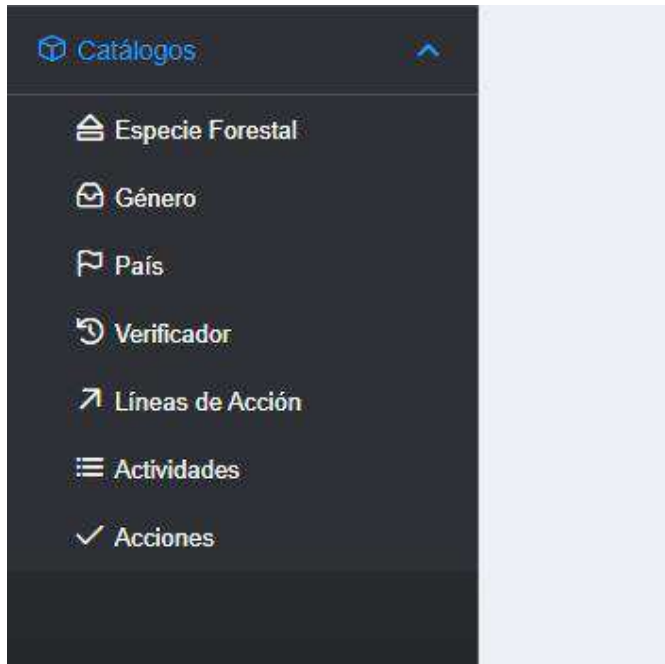 Catálogos
Especie Forestal
Género
País
Verificador
Líneas de Acción
Actividades
Acciones